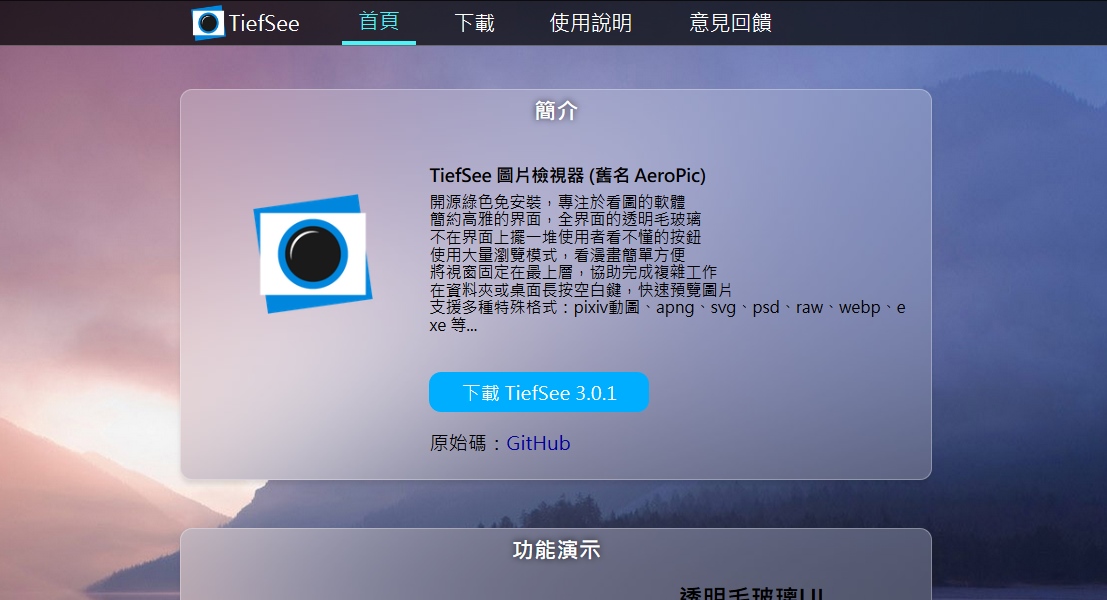 TiefSee 首頁 下載 使用說明 意見回饋
簡介
TiefSee 圖片檢視器 (舊名 AeroPic)
開源綠色免安裝，專注於看圖的軟體
簡約高雅的界面，全界面的透明毛玻璃
不在界面上擺一堆使用者看不懂的按鈕
使用大量瀏覽模式，看漫畫簡單方便
將視窗固定在最上層，協助完成複雜工作
在資料夾或桌面長按空白鍵，快速預覽圖片
支援多種特殊格式：pixiv動圖、apng、svg、psd、raw、webp、e
xe 等...
下載 TiefSee 3.0.1
原始碼：GitHub
功能演示
透明毛玻璃UI